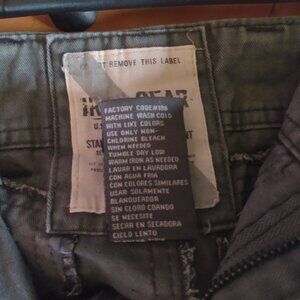 NOT REMOVE THIS LABEL
GEAR
FACTORY CODE#
MACHINE WASH COLD
WITH LIKE COLORS
USE ONLY NON-
CHLORINE BLEACH
WHEN NEEDED
TUMBLE DRY LOW
WARM IRON AS NEEDED
LAVAR EN LAVADORA
CON AGUA FRIA
CON COLORES SIMILARES
USAR SOLAMENTE
BLANQUEADOR
SIN CLORO CUANDO
SE NECESITE
SECAR EN SECADORA
CICLO LENTO